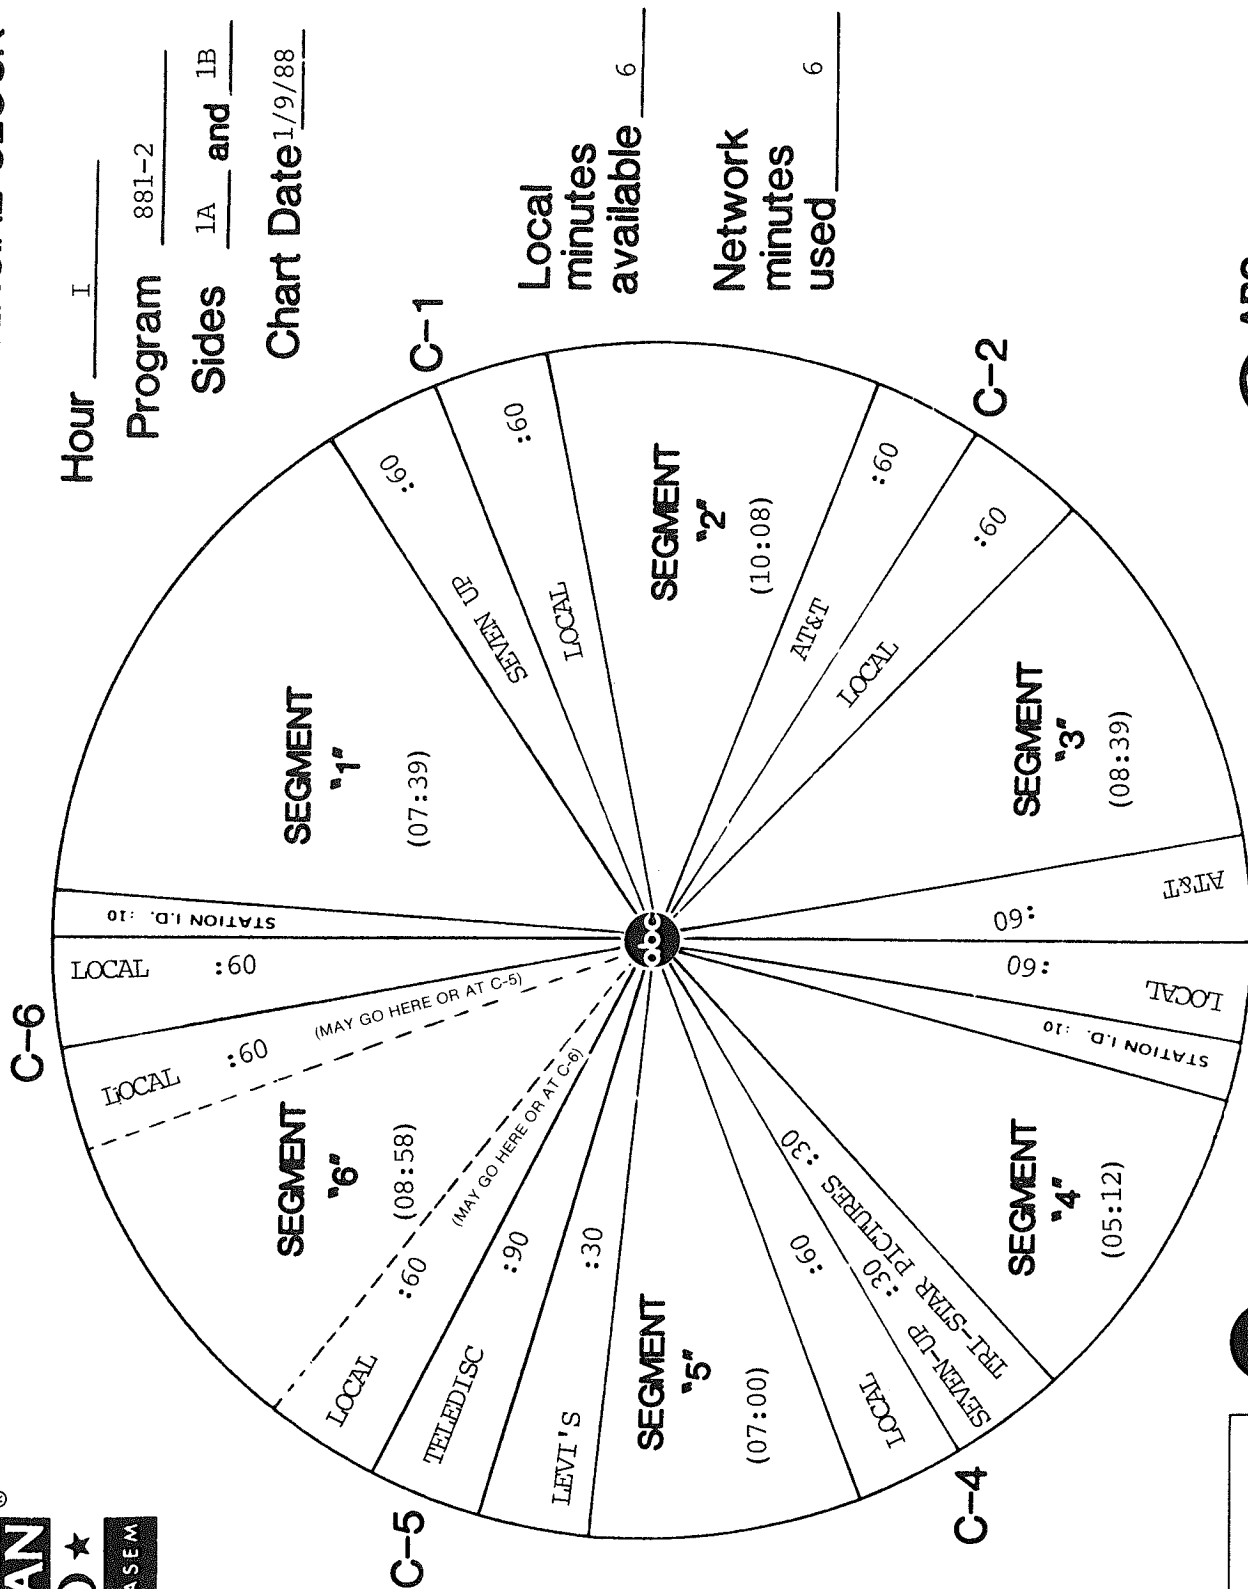 Hour I
Program 881-2
Sides 1A and 1B
Chart Date 1/9/88
Local
minutes
available 6
Network
minutes
used 6
STATION I.D. :10
SEGMENT
"1"
(07:39)
SEVEN UP :60
C-1
LOCAL :60
SEGMENT
"2"
(10:08)
AT&T :60
C-2
LOCAL :60
SEGMENT
"3"
(08:39)
AT&T :60
LOCAL :60
STATION I.D. :10
SEGMENT
"4"
(05:12)
TRI-STAR PICTURES :30
SEVEN-UP :30
C-4
LOCAL :60
SEGMENT
"5"
(07:00)
LEVI'S :30
C-5
TELEDISC :90
LOCAL :60
(MAY GO HERE OR AT C-6)
SEGMENT
"6"
(08:58)
LOCAL :60
(MAY GO HERE OR AT C-5)
C-6
LOCAL :60
abc
®